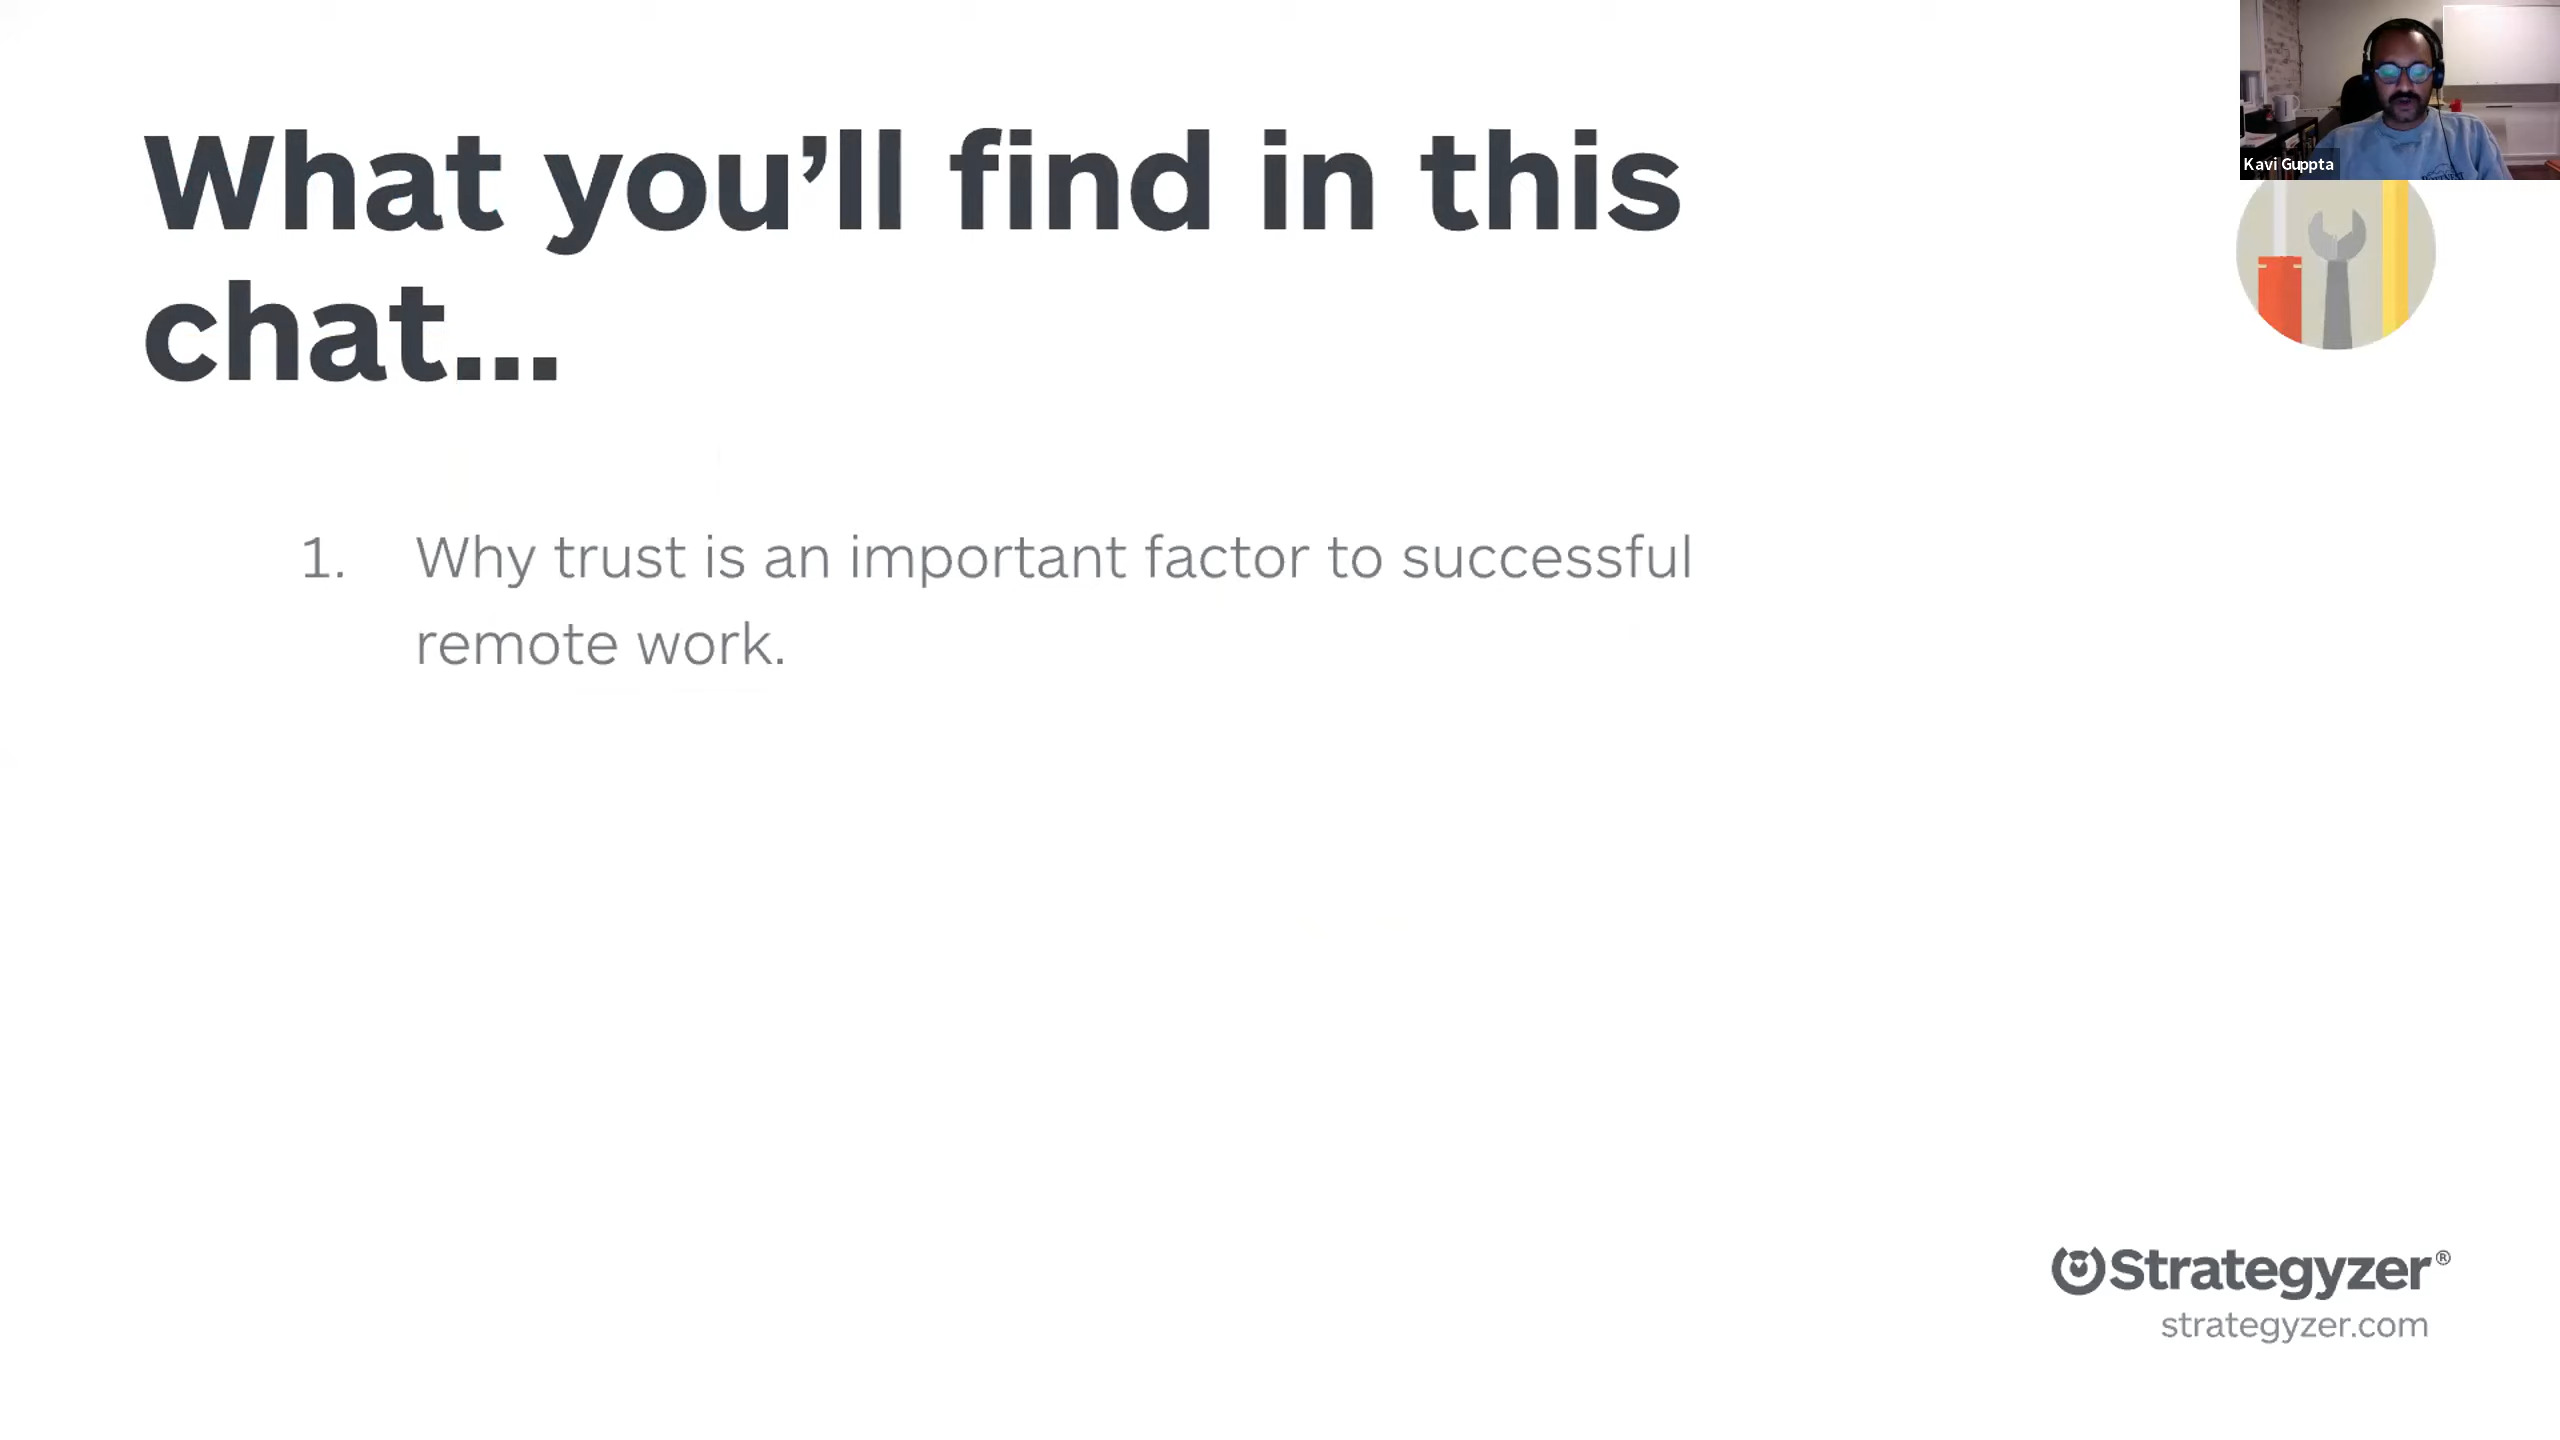 What you’ll find in this
chat...
Kavi Guppta
1. Why trust is an important factor to successful
remote work.
Strategyzer®
strategyzer.com